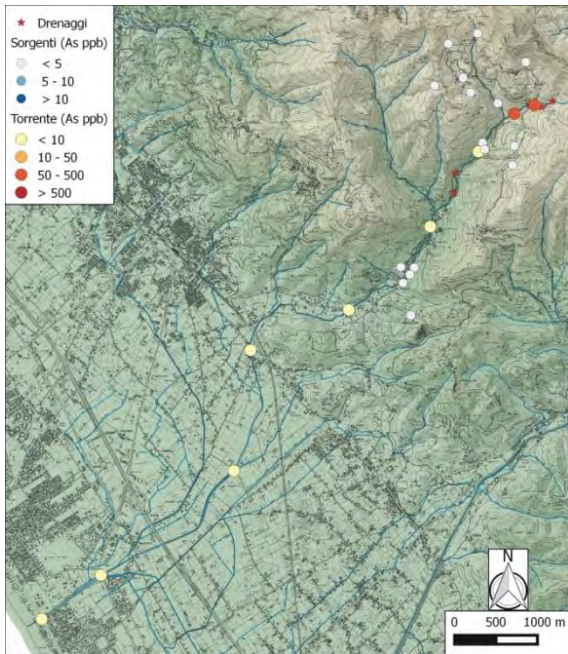 Drenaggi
Sorgenti (As ppb)
< 5
5 - 10
> 10
Torrente (As ppb)
< 10
10 - 50
50 - 500
> 500
N
0 500 1000 m